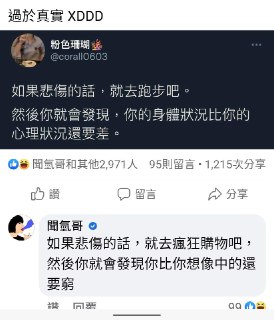 過於真實 XDDD
粉色珊瑚🪸
@corall0603
如果悲傷的話，就去跑步吧。
然後你就會發現，你的身體狀況比你的
心理狀況還要差。
聞氫哥和其他2,971人 95則留言・1,215次分享
讚 留言 分享
聞氫哥
如果悲傷的話，就去瘋狂購物吧，
然後你就會發現你比你想像中的還
要窮
讚 回覆 99